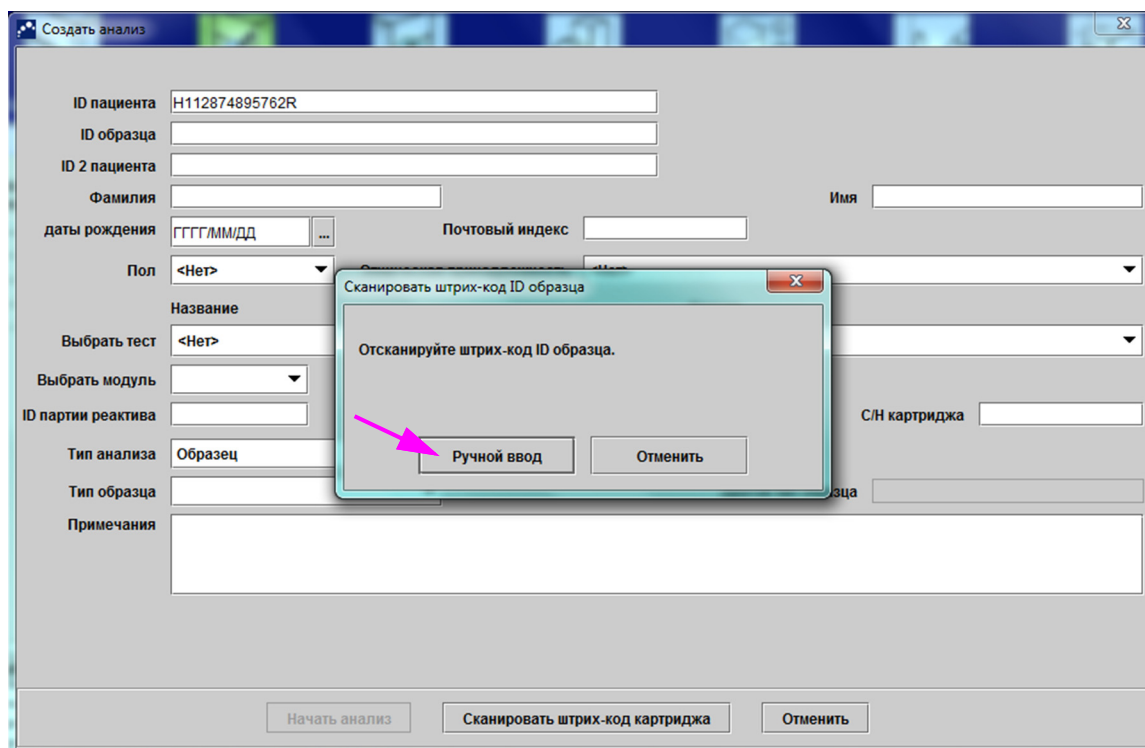 Создать анализ
ID пациента H112874895762R
ID образца
ID 2 пациента
Фамилия Имя
даты рождения ГГГГ/ММ/ДД ... Почтовый индекс
Пол <Нет>
Сканировать штрих-код ID образца
Название
Выбрать тест <Нет>
Отсканируйте штрих-код ID образца.
Выбрать модуль
ID партии реактива С/Н картриджа
Тип анализа Образец
Ручной ввод Отменить
Тип образца
Примечания
Начать анализ Сканировать штрих-код картриджа Отменить